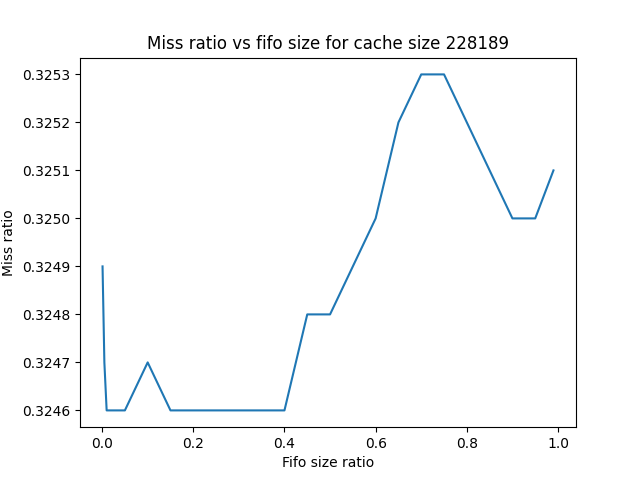 Miss ratio vs fifo size for cache size 228189
0.3253
0.3252
0.3251
0.3250
0.3249
0.3248
0.3247
0.3246
Miss ratio
0.0 0.2 0.4 0.6 0.8 1.0
Fifo size ratio